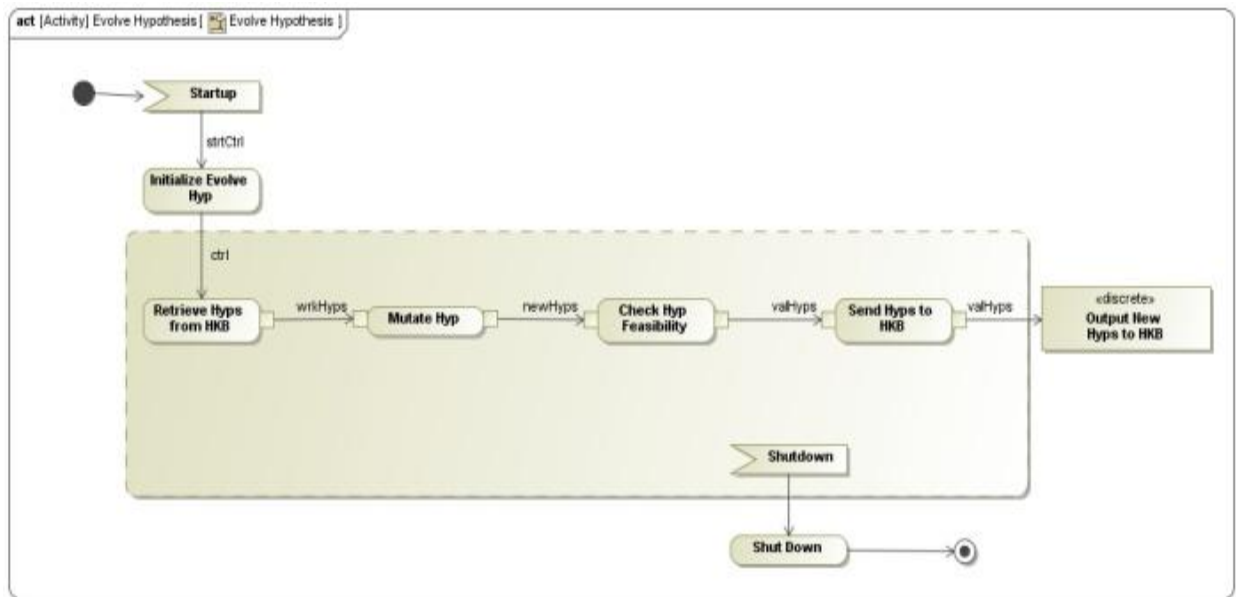 act [Activity] Evolve Hypothesis [ Evolve Hypothesis ]
Startup
strtCtrl
Initialize Evolve
Hyp
ctrl
Retrieve Hyps
from HKB
wrkHyps
Mutate Hyp
newHyps
Check Hyp
Feasibility
valHyps
Send Hyps to
HKB
valHyps
«discrete»
Output New
Hyps to HKB
Shutdown
Shut Down